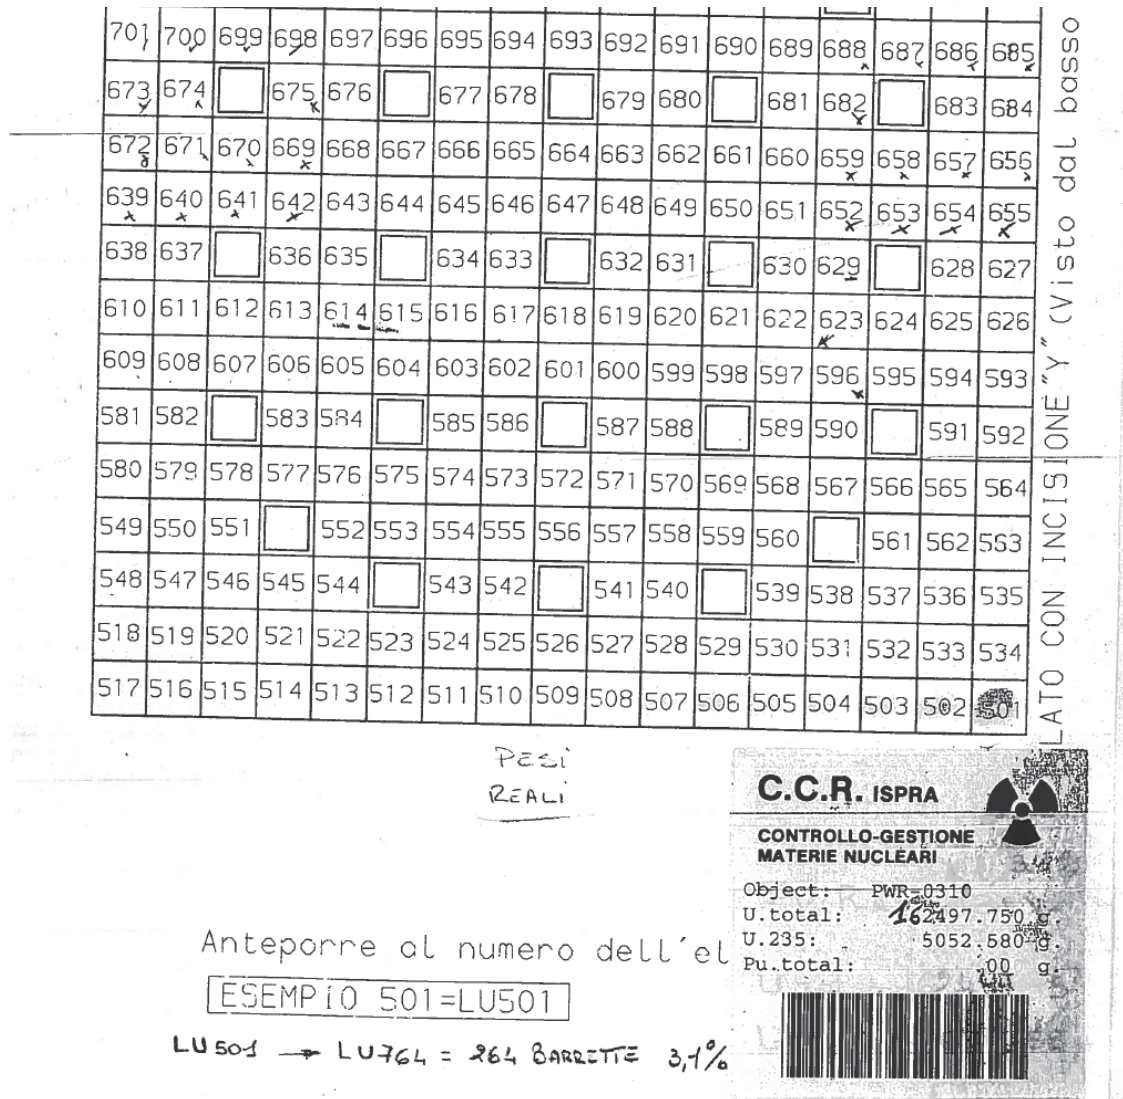 701 700 699 698 697 696 695 694 693 692 691 690 689 688 687 686 685
673 674 675 676 677 678 679 680 681 682 683 684
672 671 670 669 668 667 666 665 664 663 662 661 660 659 658 657 656
639 640 641 642 643 644 645 646 647 648 649 650 651 652 653 654 655
638 637 636 635 634 633 632 631 630 629 628 627
610 611 612 613 614 615 616 617 618 619 620 621 622 623 624 625 626
609 608 607 606 605 604 603 602 601 600 599 598 597 596 595 594 593
581 582 583 584 585 586 587 588 589 590 591 592
580 579 578 577 576 575 574 573 572 571 570 569 568 567 566 565 564
549 550 551 552 553 554 555 556 557 558 559 560 561 562 563
548 547 546 545 544 543 542 541 540 539 538 537 536 535
518 519 520 521 522 523 524 525 526 527 528 529 530 531 532 533 534
517 516 515 514 513 512 511 510 509 508 507 506 505 504 503 502 501
LATO CON INCISIONE "Y" (Visto dal basso
PESI
REALI
C.C.R. ISPRA
CONTROLLO-GESTIONE
MATERIE NUCLEARI
Object: PWR-0310
U.total: 162497.750 g.
U.235: 5052.580 g.
Pu.total: .00 g.
Anteporre al numero dell'el
ESEMPIO 501=LU501
LU501 → LU764 = 264 BARRETTE 3,1%